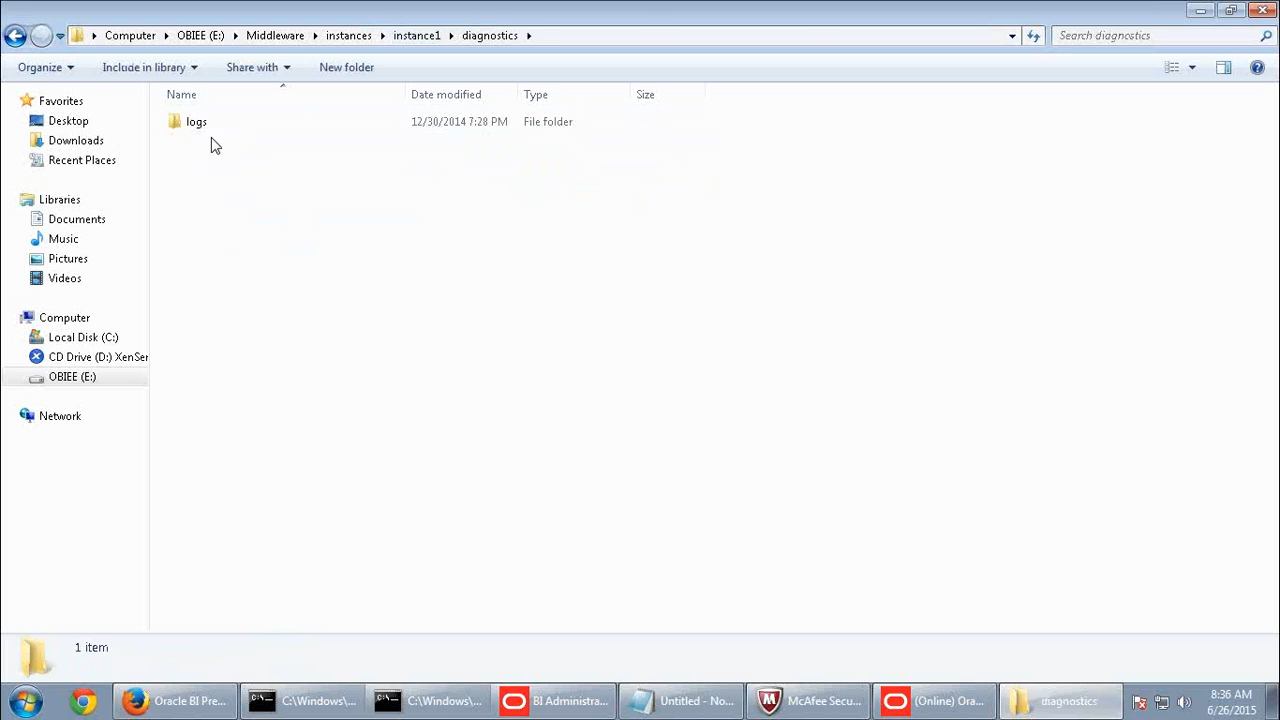 Computer OBIEE (E:) Middleware instances instance1 diagnostics Search diagnostics
Organize Include in library Share with New folder
Name Date modified Type Size
logs 12/30/2014 7:28 PM File folder
Favorites
Desktop
Downloads
Recent Places
Libraries
Documents
Music
Pictures
Videos
Computer
Local Disk (C:)
CD Drive (D:) XenSer
OBIEE (E:)
Network
1 item
Oracle BI Pre... C:\Windows\... C:\Windows\... BI Administra... Untitled - No... McAfee Secu... (Online) Ora... diagnostics
8:36 AM
6/26/2015